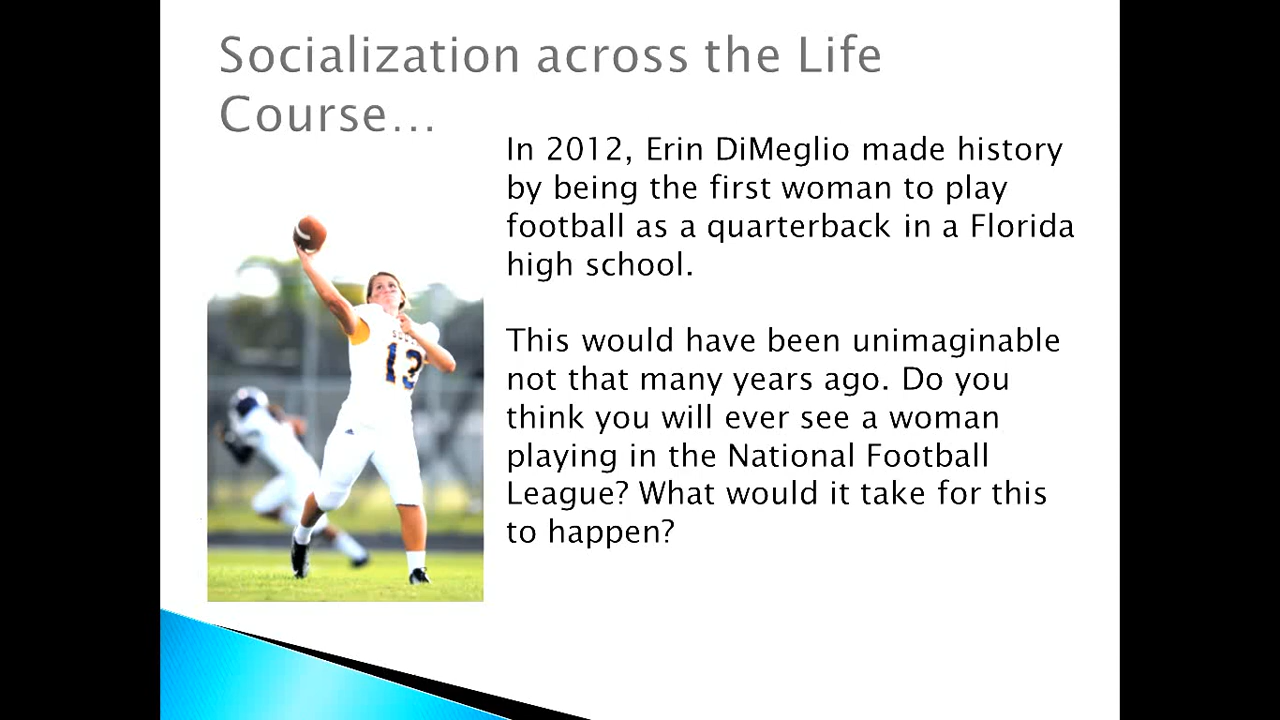 Socialization across the Life
Course…
In 2012, Erin DiMeglio made history
by being the first woman to play
football as a quarterback in a Florida
high school.
This would have been unimaginable
not that many years ago. Do you
think you will ever see a woman
playing in the National Football
League? What would it take for this
to happen?
13